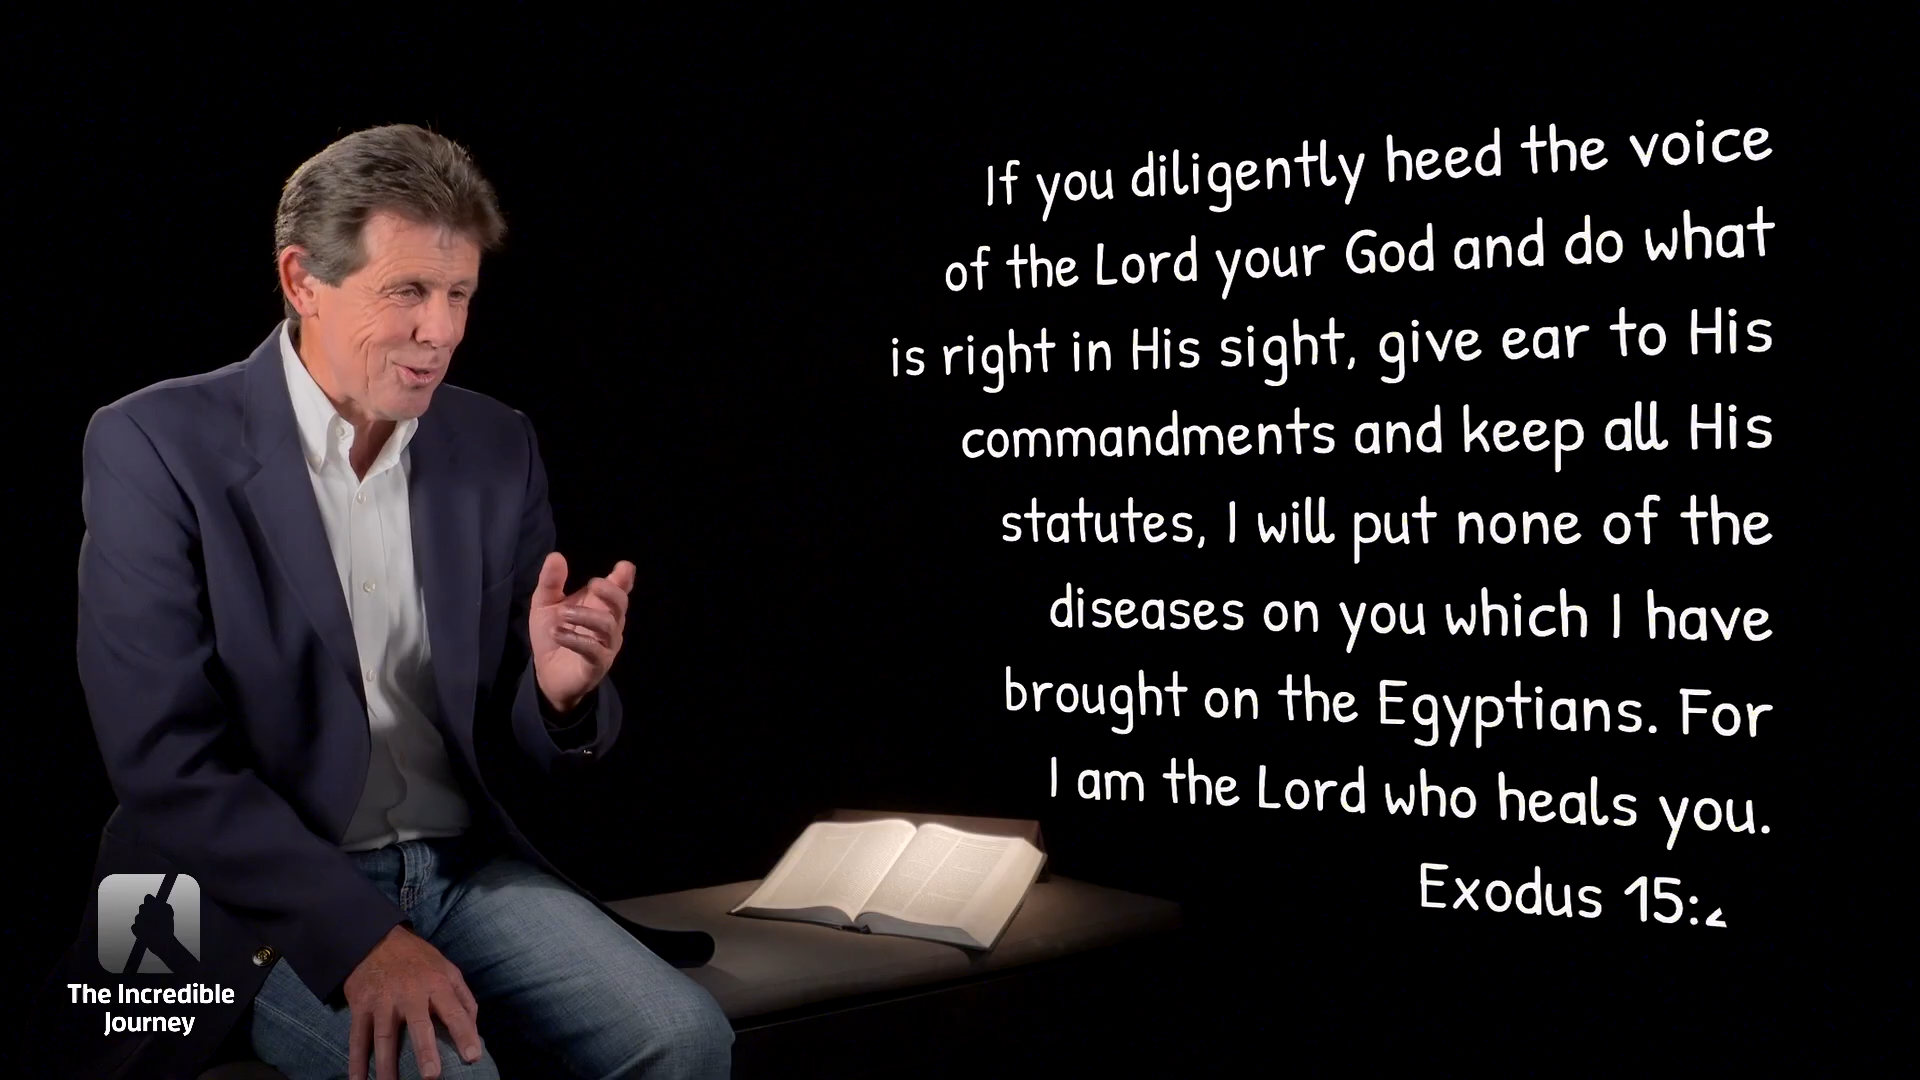 If you diligently heed the voice
of the Lord your God and do what
is right in His sight, give ear to His
commandments and keep all His
statutes, I will put none of the
diseases on you which I have
brought on the Egyptians. For
I am the Lord who heals you.
Exodus 15:
The Incredible
Journey